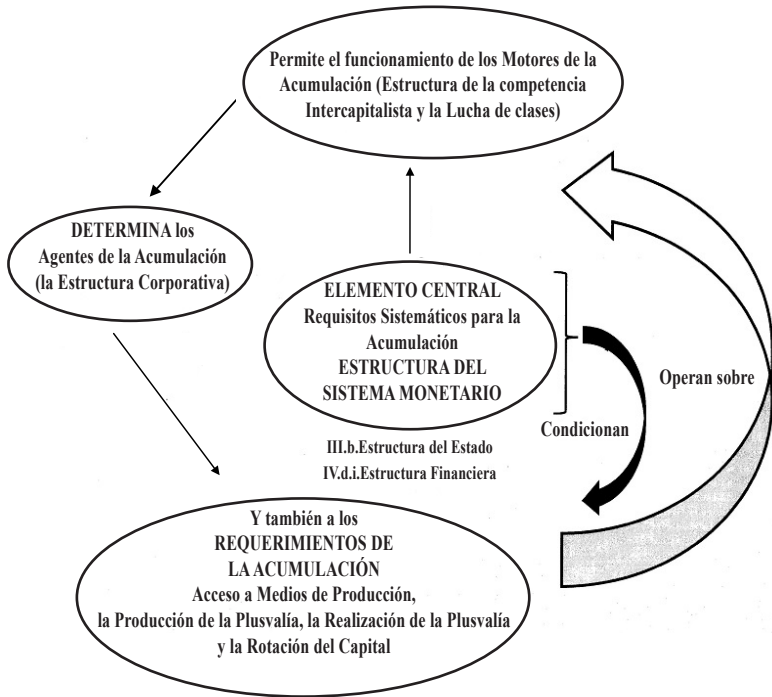 Permite el funcionamiento de los Motores de la
Acumulación (Estructura de la competencia
Intercapitalista y la Lucha de clases)
DETERMINA los
Agentes de la Acumulación
(la Estructura Corporativa)
ELEMENTO CENTRAL
Requisitos Sistemáticos para la
Acumulación
ESTRUCTURA DEL
SISTEMA MONETARIO
Operan sobre
Condicionan
III.b.Estructura del Estado
IV.d.i.Estructura Financiera
Y también a los
REQUERIMIENTOS DE
LA ACUMULACIÓN
Acceso a Medios de Producción,
la Producción de la Plusvalía, la Realización de la Plusvalía
y la Rotación del Capital